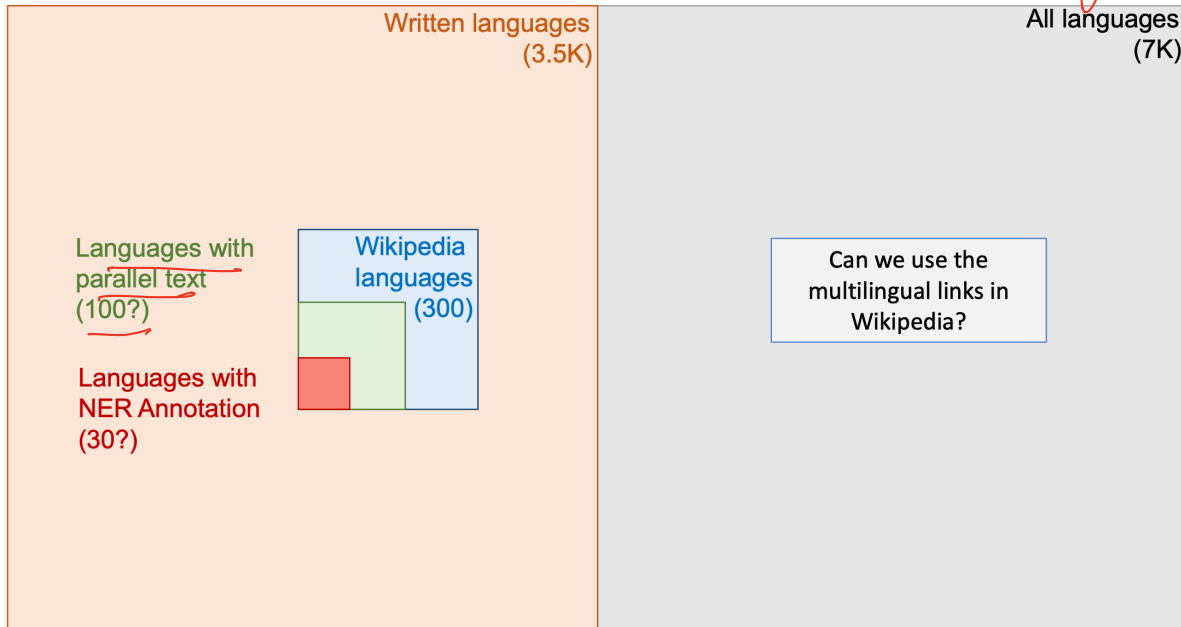 Written languages
(3.5K)
All languages
(7K)
Languages with
parallel text
(100?)
Wikipedia
languages
(300)
Can we use the
multilingual links in
Wikipedia?
Languages with
NER Annotation
(30?)